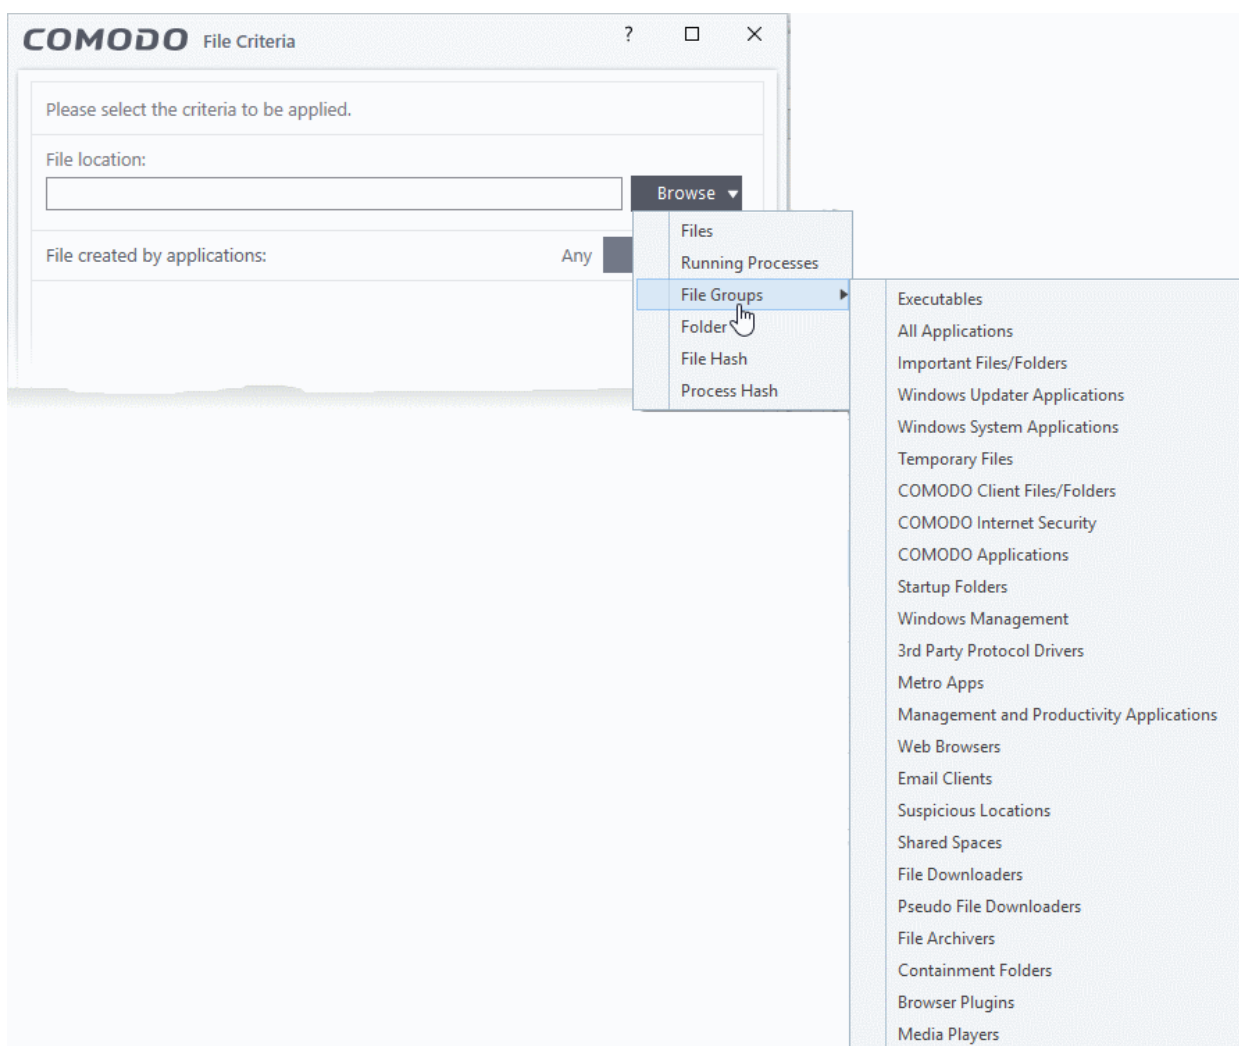 COMODO File Criteria ?
Please select the criteria to be applied.
File location:
Browse
File created by applications: Any
Files
Running Processes
File Groups
Folder
File Hash
Process Hash
Executables
All Applications
Important Files/Folders
Windows Updater Applications
Windows System Applications
Temporary Files
COMODO Client Files/Folders
COMODO Internet Security
COMODO Applications
Startup Folders
Windows Management
3rd Party Protocol Drivers
Metro Apps
Management and Productivity Applications
Web Browsers
Email Clients
Suspicious Locations
Shared Spaces
File Downloaders
Pseudo File Downloaders
File Archivers
Containment Folders
Browser Plugins
Media Players